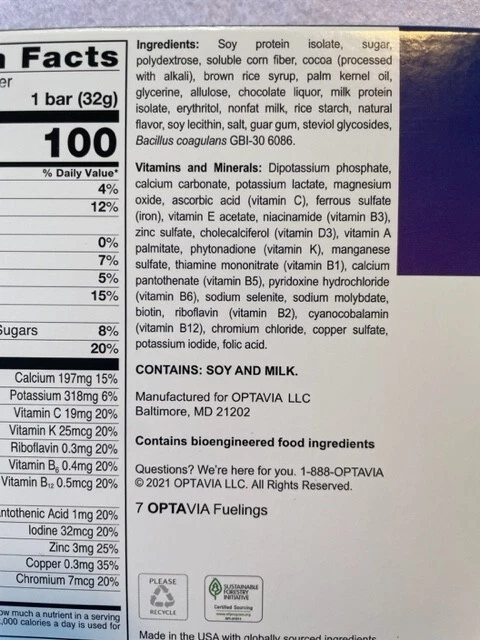 Facts
er
1 bar (32g)
100
% Daily Value*
4%
12%
0%
7%
5%
15%
Sugars 8%
20%
Calcium 197mg 15%
Potassium 318mg 6%
Vitamin C 19mg 20%
Vitamin K 25mcg 20%
Riboflavin 0.3mg 20%
Vitamin B6 0.4mg 20%
Vitamin B12 0.5mcg 20%
ntothenic Acid 1mg 20%
Iodine 32mcg 20%
Zinc 3mg 25%
Copper 0.3mg 35%
Chromium 7mcg 20%
ow much a nutrient in a serving
,000 calories a day is used for
Ingredients: Soy protein isolate, sugar,
polydextrose, soluble corn fiber, cocoa (processed
with alkali), brown rice syrup, palm kernel oil,
glycerine, allulose, chocolate liquor, milk protein
isolate, erythritol, nonfat milk, rice starch, natural
flavor, soy lecithin, salt, guar gum, steviol glycosides,
Bacillus coagulans GBI-30 6086.
Vitamins and Minerals: Dipotassium phosphate,
calcium carbonate, potassium lactate, magnesium
oxide, ascorbic acid (vitamin C), ferrous sulfate
(iron), vitamin E acetate, niacinamide (vitamin B3),
zinc sulfate, cholecalciferol (vitamin D3), vitamin A
palmitate, phytonadione (vitamin K), manganese
sulfate, thiamine mononitrate (vitamin B1), calcium
pantothenate (vitamin B5), pyridoxine hydrochloride
(vitamin B6), sodium selenite, sodium molybdate,
biotin, riboflavin (vitamin B2), cyanocobalamin
(vitamin B12), chromium chloride, copper sulfate,
potassium iodide, folic acid.
CONTAINS: SOY AND MILK.
Manufactured for OPTAVIA LLC
Baltimore, MD 21202
Contains bioengineered food ingredients
Questions? We're here for you. 1-888-OPTAVIA
© 2021 OPTAVIA LLC. All Rights Reserved.
7 OPTAVIA Fuelings
PLEASE
RECYCLE
SUSTAINABLE
FORESTRY
INITIATIVE
Certified Sourcing
Made in the USA with globally sourced ingredients